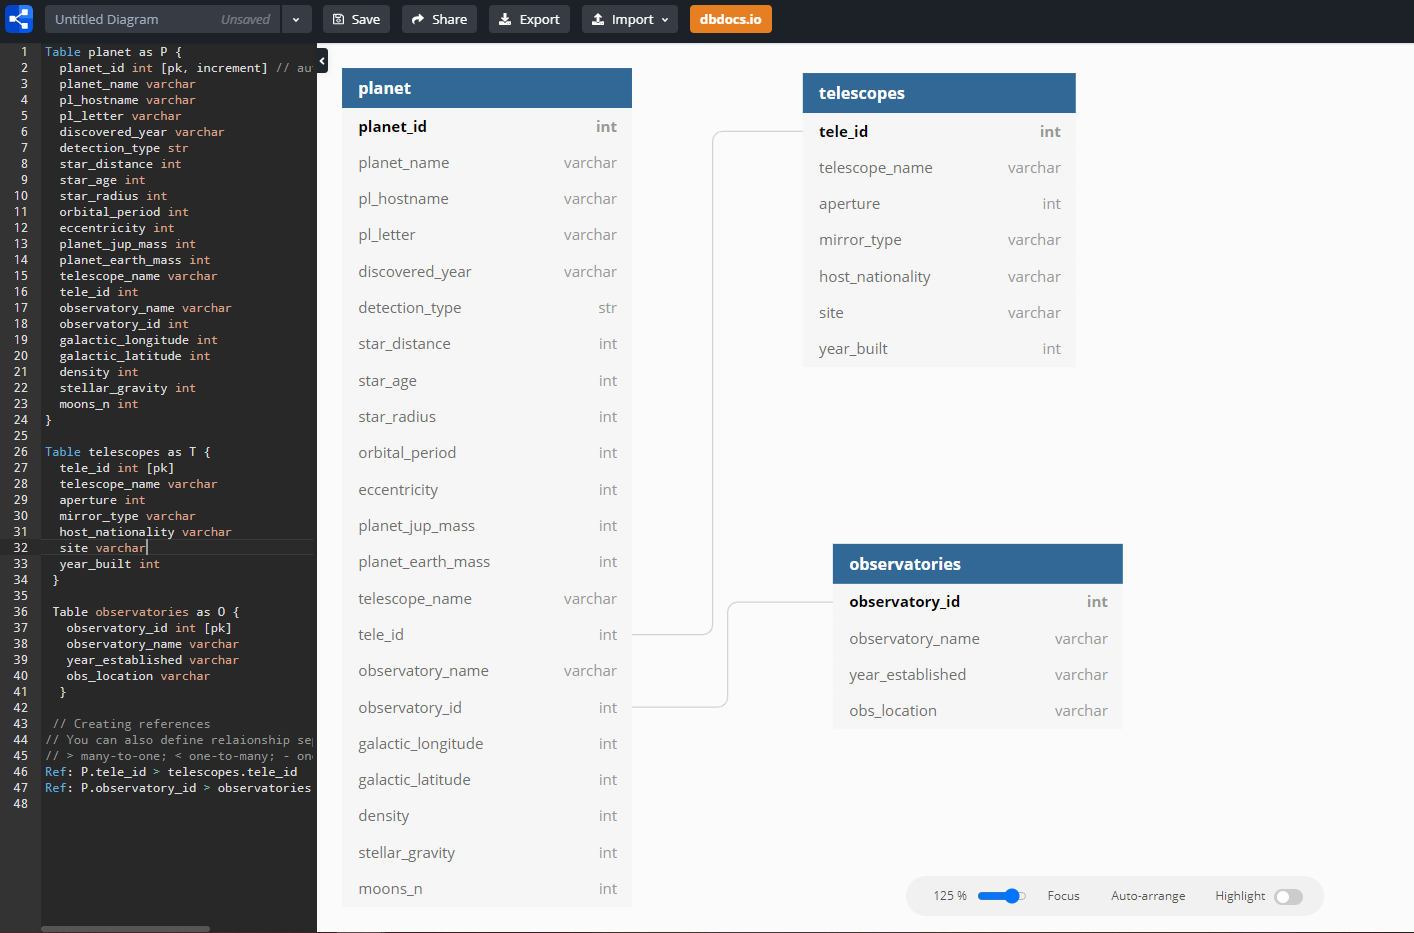 Untitled Diagram Unsaved Save Share Export Import dbdocs.io
1 Table planet as P {
2 planet_id int [pk, increment] // au
3 planet_name varchar
4 pl_hostname varchar
5 pl_letter varchar
6 discovered_year varchar
7 detection_type str
8 star_distance int
9 star_age int
10 star_radius int
11 orbital_period int
12 eccentricity int
13 planet_jup_mass int
14 planet_earth_mass int
15 telescope_name varchar
16 tele_id int
17 observatory_name varchar
18 observatory_id int
19 galactic_longitude int
20 galactic_latitude int
21 density int
22 stellar_gravity int
23 moons_n int
24 }
25
26 Table telescopes as T {
27 tele_id int [pk]
28 telescope_name varchar
29 aperture int
30 mirror_type varchar
31 host_nationality varchar
32 site varchar
33 year_built int
34 }
35
36 Table observatories as O {
37 observatory_id int [pk]
38 observatory_name varchar
39 year_established varchar
40 obs_location varchar
41 }
42
43 // Creating references
44 // You can also define relaionship se
45 // > many-to-one; < one-to-many; - on
46 Ref: P.tele_id > telescopes.tele_id
47 Ref: P.observatory_id > observatories
48
planet
planet_id int
planet_name varchar
pl_hostname varchar
pl_letter varchar
discovered_year varchar
detection_type str
star_distance int
star_age int
star_radius int
orbital_period int
eccentricity int
planet_jup_mass int
planet_earth_mass int
telescope_name varchar
tele_id int
observatory_name varchar
observatory_id int
galactic_longitude int
galactic_latitude int
density int
stellar_gravity int
moons_n int
telescopes
tele_id int
telescope_name varchar
aperture int
mirror_type varchar
host_nationality varchar
site varchar
year_built int
observatories
observatory_id int
observatory_name varchar
year_established varchar
obs_location varchar
125 % Focus Auto-arrange Highlight